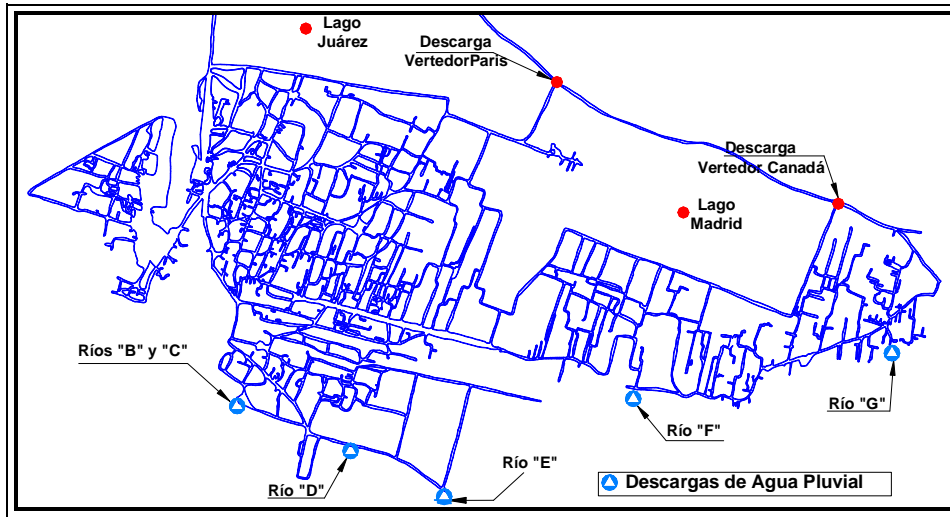 Lago
Juárez
Descarga
VertedorParis
Descarga
Vertedor Canadá
Lago
Madrid
Ríos "B" y "C"
Río "G"
Río "F"
Río "E"
Río "D"
Descargas de Agua Pluvial